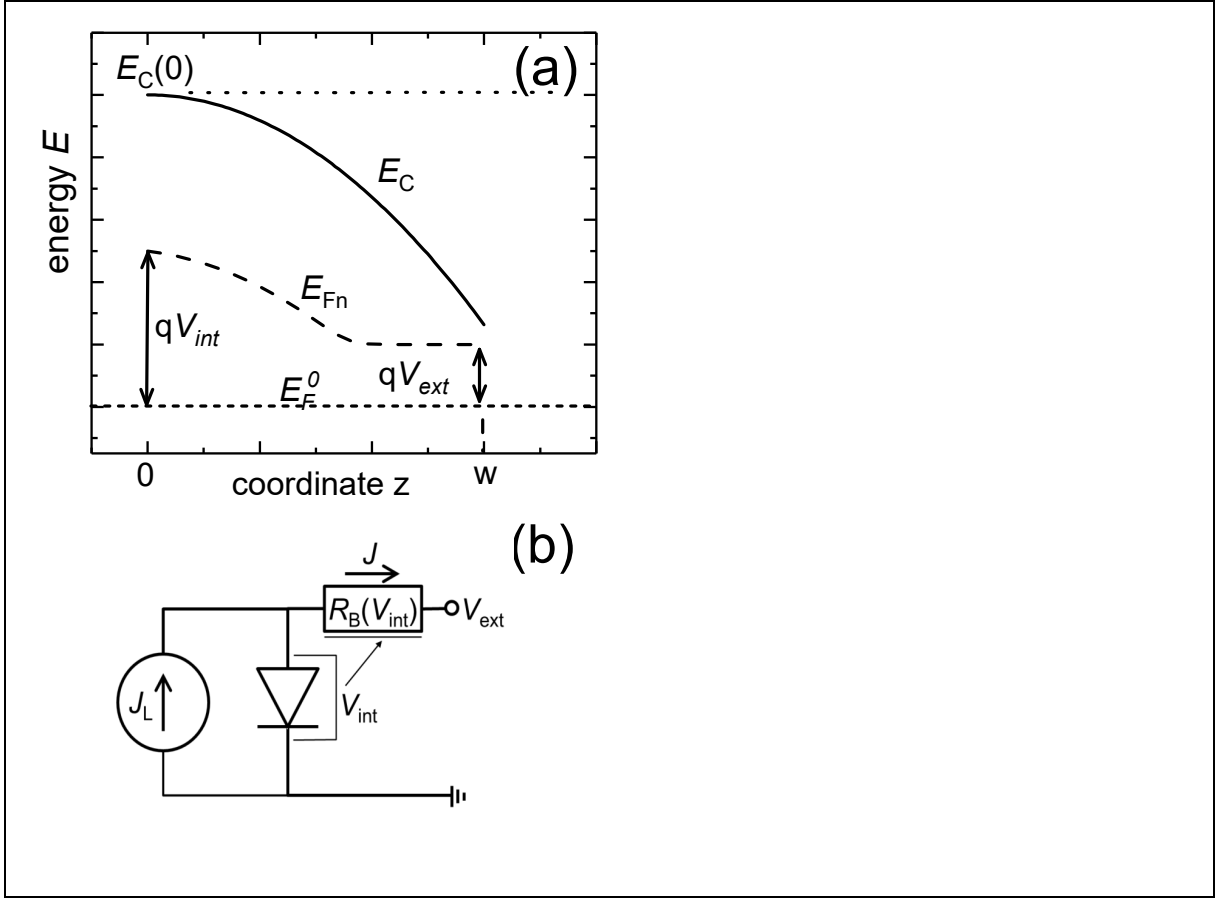 (a)
E_C(0)
E_C
energy E
E_Fn
qV_int
qV_ext
E_F^0
0
w
coordinate z
(b)
J
R_B(V_int)
V_ext
J_L
V_int